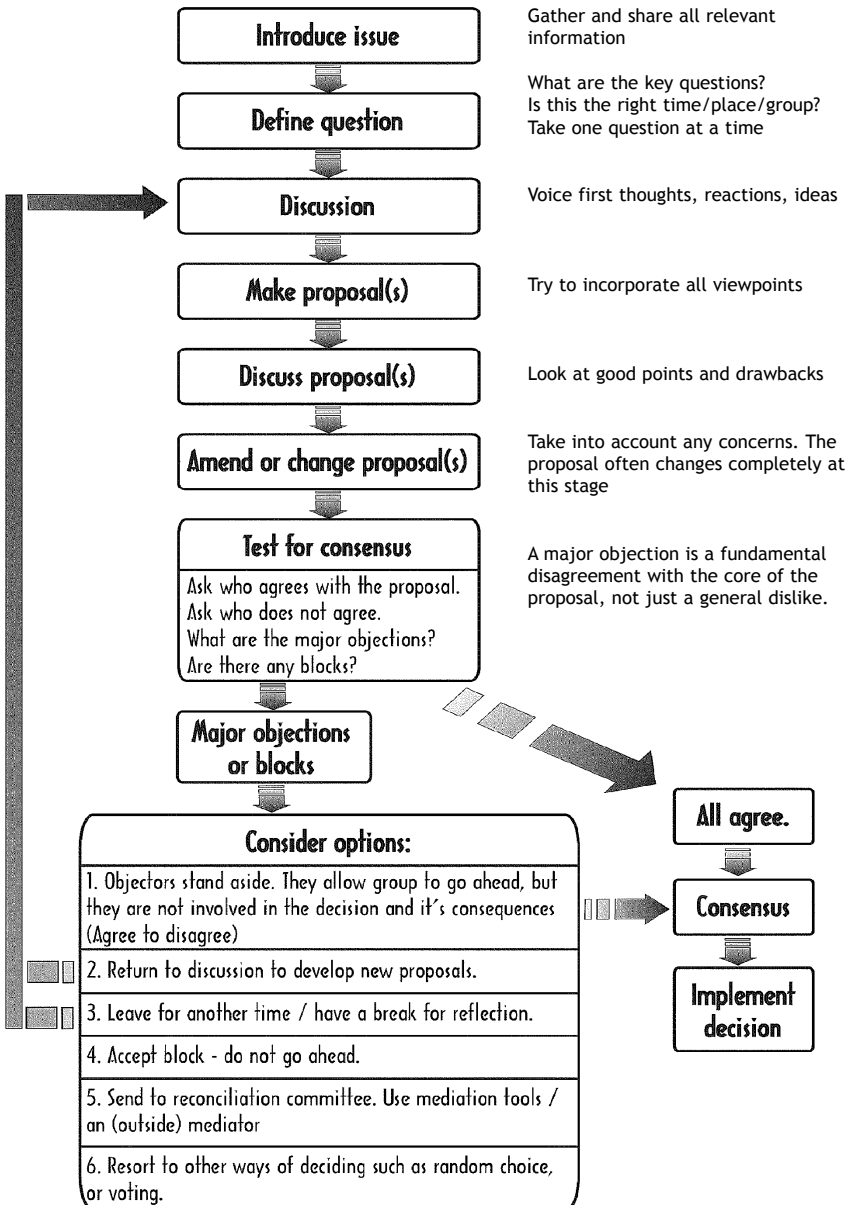 Introduce issue
Gather and share all relevant
information
Define question
What are the key questions?
Is this the right time/place/group?
Take one question at a time
Discussion
Voice first thoughts, reactions, ideas
Make proposal(s)
Try to incorporate all viewpoints
Discuss proposal(s)
Look at good points and drawbacks
Amend or change proposal(s)
Take into account any concerns. The
proposal often changes completely at
this stage
Test for consensus
Ask who agrees with the proposal.
Ask who does not agree.
What are the major objections?
Are there any blocks?
A major objection is a fundamental
disagreement with the core of the
proposal, not just a general dislike.
Major objections
or blocks
Consider options:
1. Objectors stand aside. They allow group to go ahead, but
they are not involved in the decision and it's consequences
(Agree to disagree)
2. Return to discussion to develop new proposals.
3. Leave for another time / have a break for reflection.
4. Accept block - do not go ahead.
5. Send to reconciliation committee. Use mediation tools /
an (outside) mediator
6. Resort to other ways of deciding such as random choice,
or voting.
All agree.
Consensus
Implement
decision